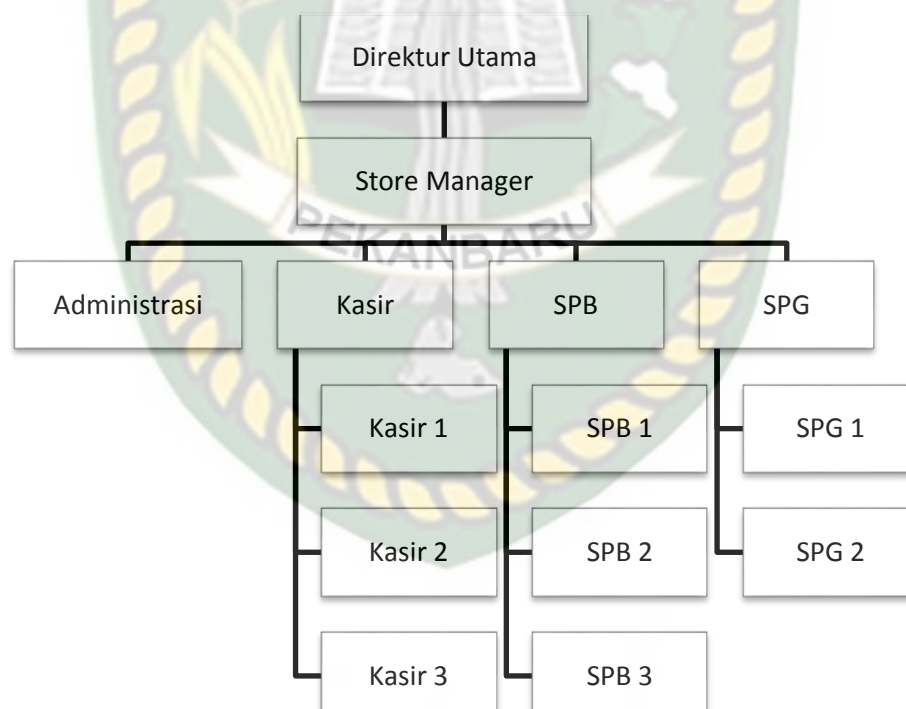 Direktur Utama
Store Manager
PEKANBARU
Administrasi
Kasir
SPB
SPG
Kasir 1
SPB 1
SPG 1
Kasir 2
SPB 2
SPG 2
Kasir 3
SPB 3